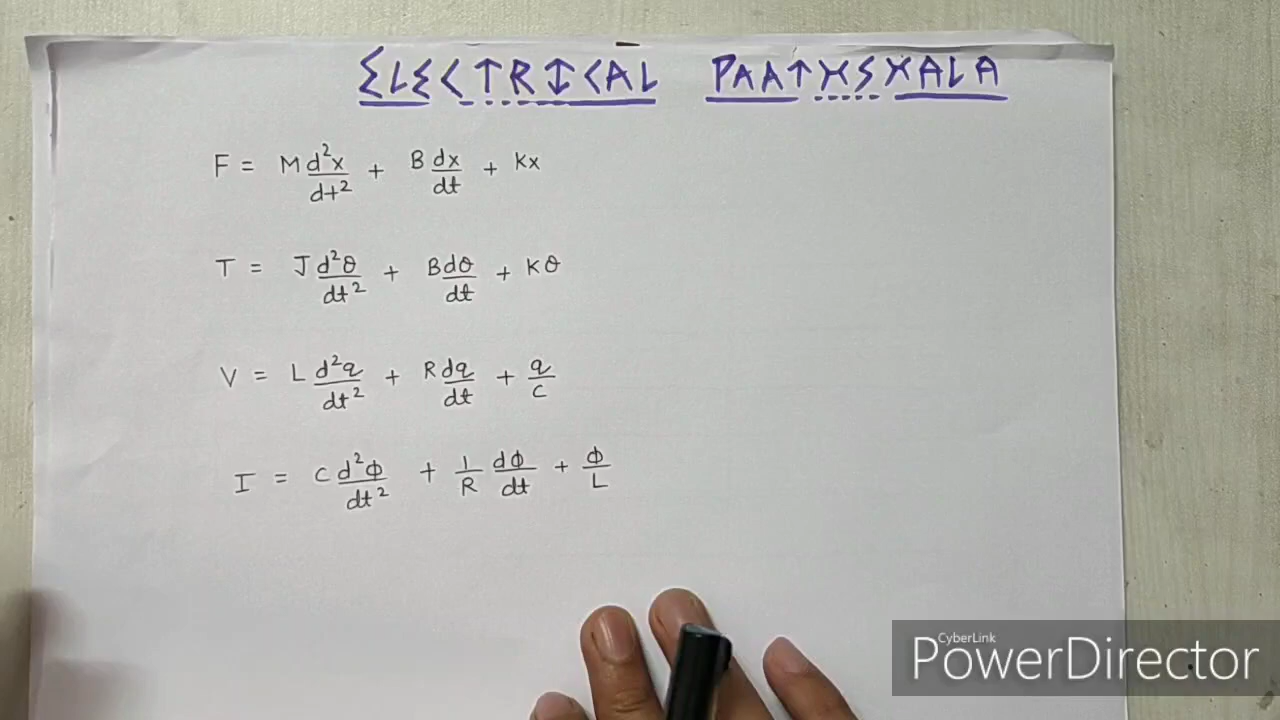 ELECTRICAL PAATHSHALA
F = M d²x/dt² + B dx/dt + Kx
T = J d²θ/dt² + B dθ/dt + Kθ
V = L d²q/dt² + R dq/dt + q/C
I = C d²ϕ/dt² + 1/R dϕ/dt + ϕ/L
CyberLink
PowerDirector